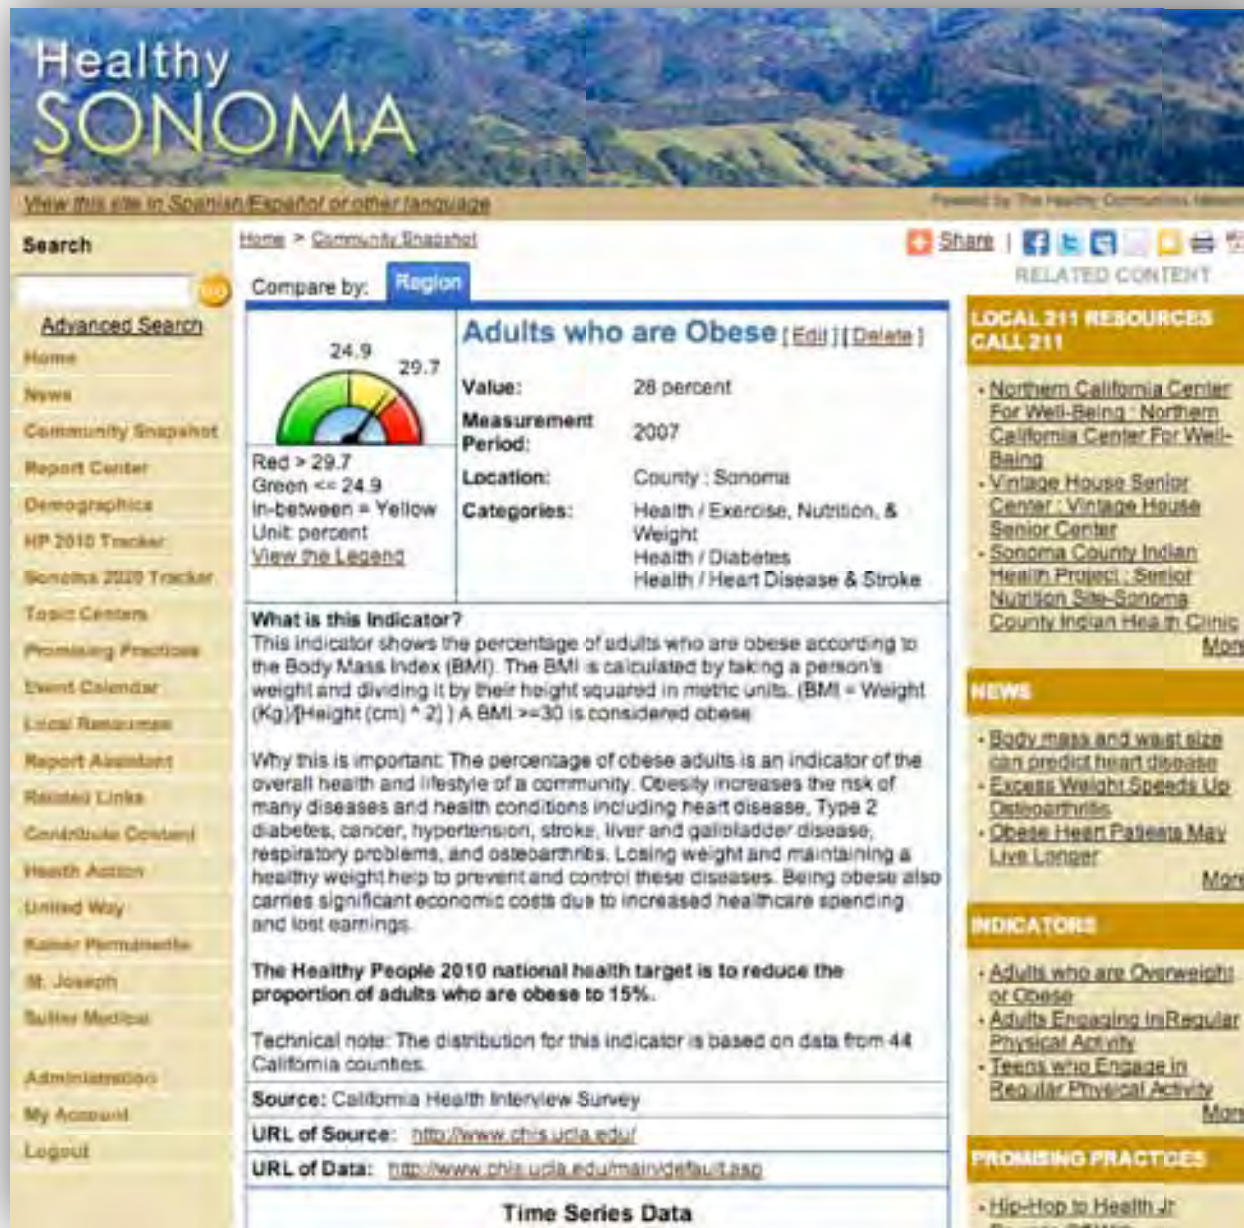 Healthy
SONOMA
View this site in Spanish/Español or other language
Powered by The Healthy Communities
Search
Advanced Search
Home
News
Community Snapshot
Report Center
Demographics
HP 2010 Tracker
Sonoma 2020 Tracker
Topic Centers
Promising Practices
Event Calendar
Local Resources
Report Assistant
Related Links
Contribute Content
Health Action
United Way
Kaiser Permanente
St. Joseph
Sutter Medical
Administration
My Account
Logout
Home > Community Snapshot
Share |
Compare by: Region
24.9
29.7
Red > 29.7
Green <= 24.9
In-between = Yellow
Unit: percent
View the Legend
Adults who are Obese [ Edit ] [ Delete ]
Value: 28 percent
Measurement Period: 2007
Location: County : Sonoma
Categories: Health / Exercise, Nutrition, &
Weight
Health / Diabetes
Health / Heart Disease & Stroke
What is this Indicator?
This indicator shows the percentage of adults who are obese according to
the Body Mass Index (BMI). The BMI is calculated by taking a person's
weight and dividing it by their height squared in metric units. (BMI = Weight
(Kg)/[Height (cm) ^ 2] ) A BMI >=30 is considered obese
Why this is important: The percentage of obese adults is an indicator of the
overall health and lifestyle of a community. Obesity increases the risk of
many diseases and health conditions including heart disease, Type 2
diabetes, cancer, hypertension, stroke, liver and gallbladder disease,
respiratory problems, and osteoarthritis. Losing weight and maintaining a
healthy weight help to prevent and control these diseases. Being obese also
carries significant economic costs due to increased healthcare spending
and lost earnings.
The Healthy People 2010 national health target is to reduce the
proportion of adults who are obese to 15%.
Technical note: The distribution for this indicator is based on data from 44
California counties.
Source: California Health Interview Survey
URL of Source: http://www.chis.ucla.edu/
URL of Data: http://www.chis.ucla.edu/main/default.asp
Time Series Data
RELATED CONTENT
LOCAL 211 RESOURCES
CALL 211
• Northern California Center
For Well-Being : Northern
California Center For Well-
Being
• Vintage House Senior
Center : Vintage House
Senior Center
• Sonoma County Indian
Health Project : Senior
Nutrition Site-Sonoma
County Indian Health Clinic
More
NEWS
• Body mass and waist size
can predict heart disease
• Excess Weight Speeds Up
Osteoarthritis
• Obese Heart Patients May
Live Longer
More
INDICATORS
• Adults who are Overweight
or Obese
• Adults Engaging in Regular
Physical Activity
• Teens who Engage in
Regular Physical Activity
More
PROMISING PRACTICES
• Hip-Hop to Health Jr